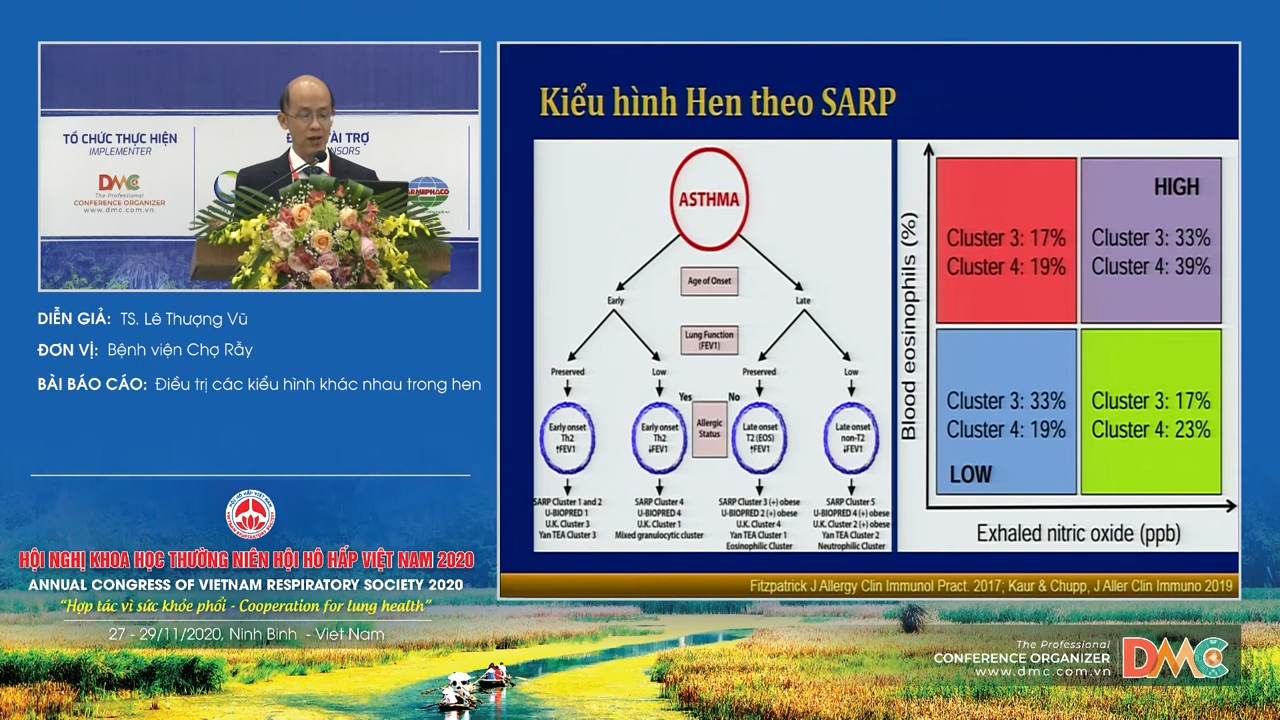 TỔ CHỨC THỰC HIỆN
IMPLEMENTER
DMC
The Professional
CONFERENCE ORGANIZER
www.dmc.com.vn
TÀI TRỢ
DIỄN GIẢ: TS. Lê Thượng Vũ
ĐƠN VỊ: Bệnh viện Chợ Rẫy
BÀI BÁO CÁO: Điều trị các kiểu hình khác nhau trong hen
HỘI NGHỊ KHOA HỌC THƯỜNG NIÊN HỘI HÔ HẤP VIỆT NAM 2020
ANNUAL CONGRESS OF VIETNAM RESPIRATORY SOCIETY 2020
“Hợp tác vì sức khỏe phổi - Cooperation for lung health”
27 - 29/11/2020, Ninh Binh - Viet Nam
Kiểu hình Hen theo SARP
ASTHMA
Age of Onset
Early
Late
Lung Function
(FEV1)
Preserved
Low
Preserved
Low
Yes
No
Allergic
Status
Early onset
Th2
↑FEV1
Early onset
Th2
↓FEV1
Late onset
T2 (EOS)
↑FEV1
Late onset
non-T2
↓FEV1
SARP Cluster 1 and 2
U-BIOPRED 1
U.K. Cluster 3
Yan TEA Cluster 3
SARP Cluster 4
U-BIOPRED 4
U.K. Cluster 1
Mixed granulocytic cluster
SARP Cluster 3 (+) obese
U-BIOPRED 2 (+) obese
U.K. Cluster 4
Yan TEA Cluster 1
Eosinophilic Cluster
SARP Cluster 5
U-BIOPRED 4 (+) obese
U.K. Cluster 2 (+) obese
Yan TEA Cluster 2
Neutrophilic Cluster
Blood eosinophils (%)
Cluster 3: 17%
Cluster 4: 19%
HIGH
Cluster 3: 33%
Cluster 4: 39%
Cluster 3: 33%
Cluster 4: 19%
LOW
Cluster 3: 17%
Cluster 4: 23%
Exhaled nitric oxide (ppb)
Fitzpatrick J Allergy Clin Immunol Pract. 2017; Kaur & Chupp, J Aller Clin Immuno 2019
The Professional
CONFERENCE ORGANIZER
www.dmc.com.vn
DMC